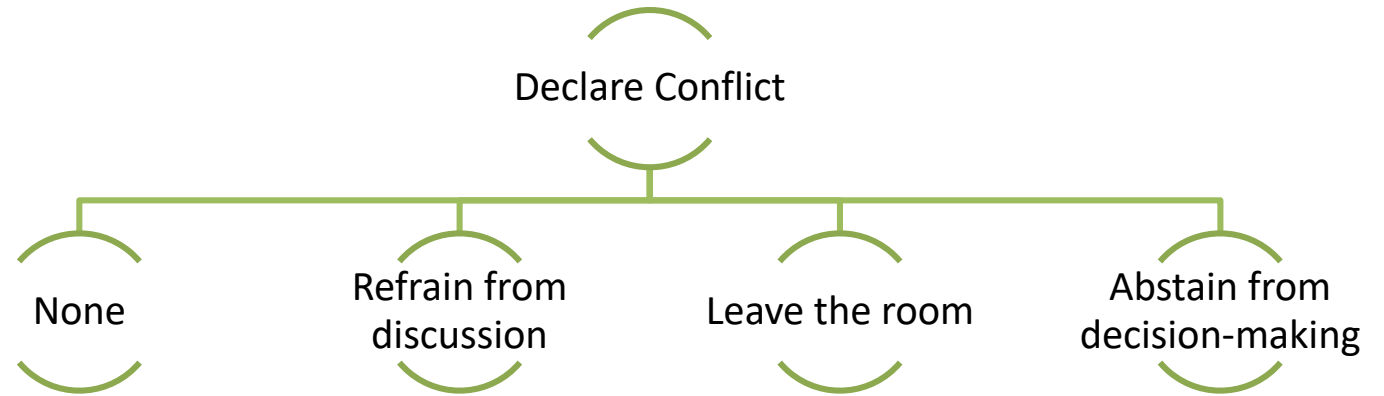 Declare Conflict
None
Refrain from
discussion
Leave the room
Abstain from
decision-making